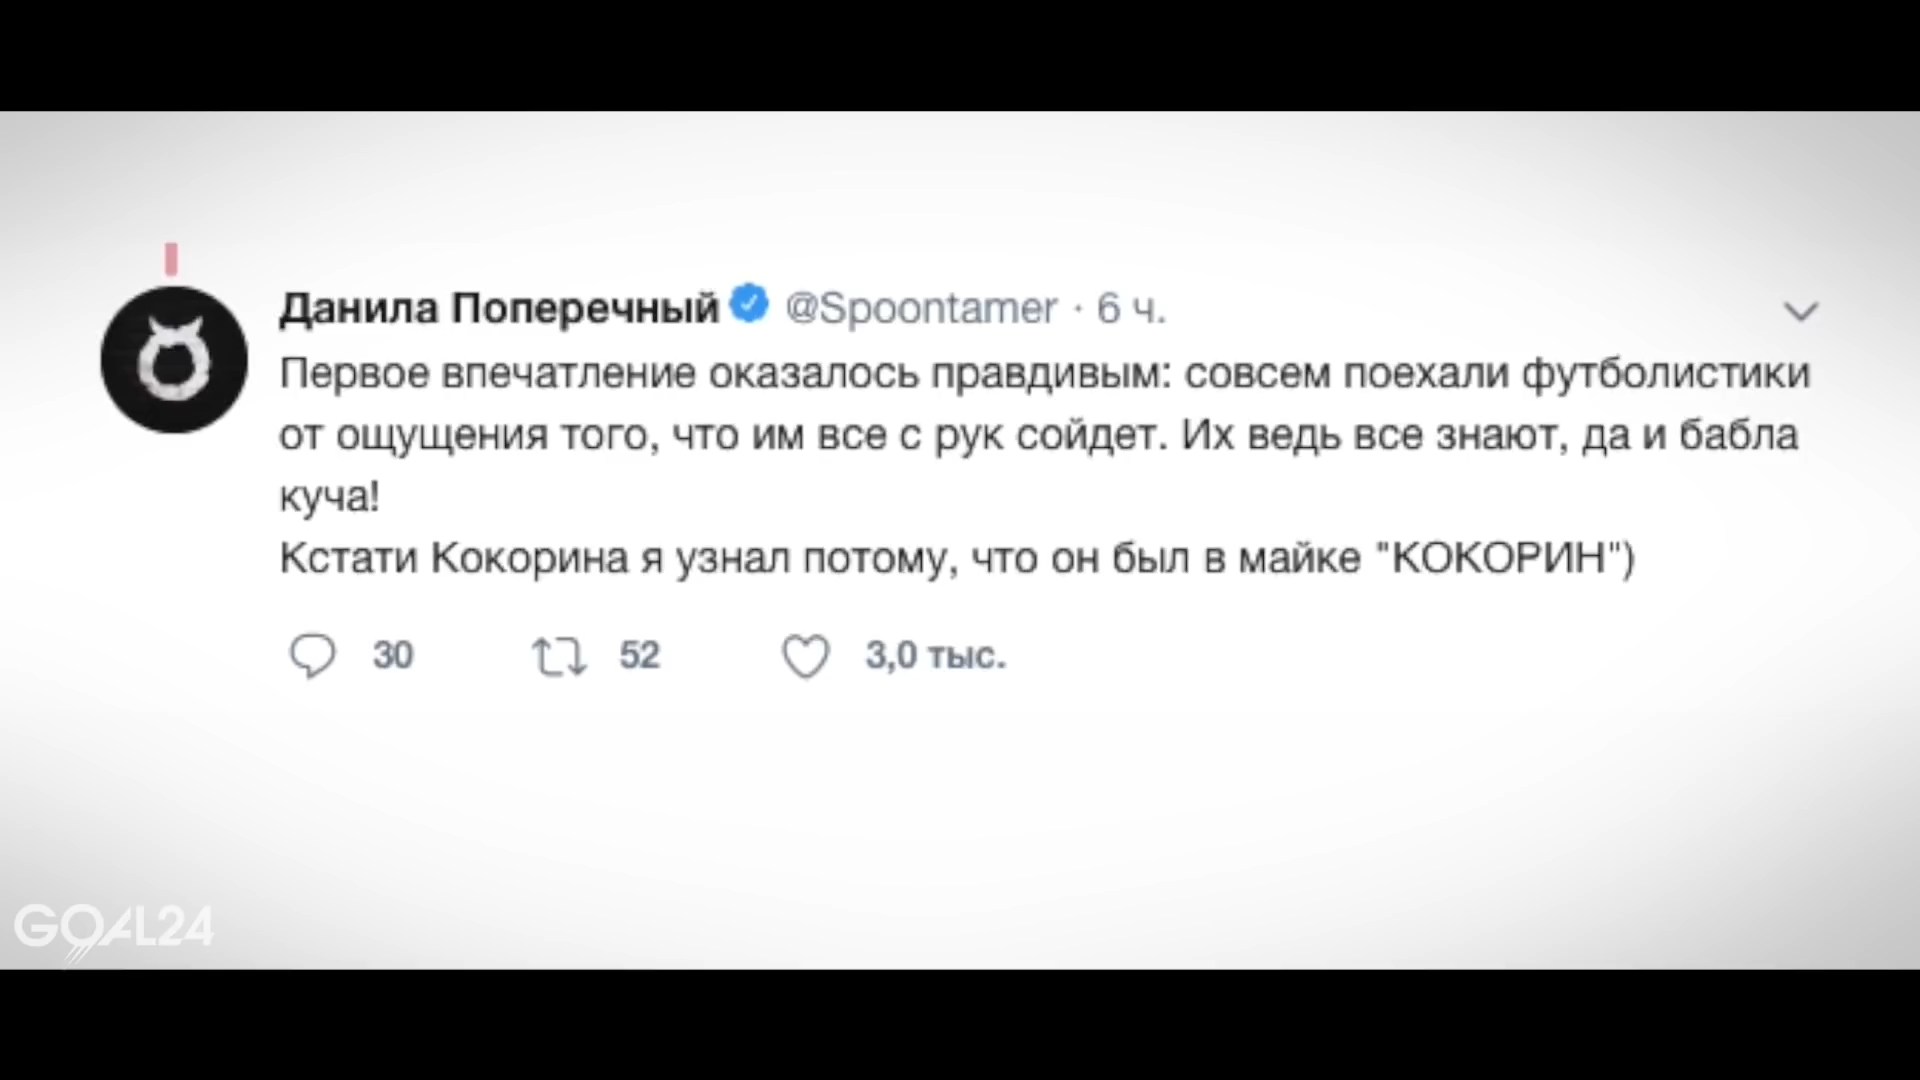 Данила Поперечный @Spoontamer · 6 ч.
Первое впечатление оказалось правдивым: совсем поехали футболистики
от ощущения того, что им все с рук сойдет. Их ведь все знают, да и бабла
куча!
Кстати Кокорина я узнал потому, что он был в майке "КОКОРИН")
30 52 3,0 тыс.
GOAL24